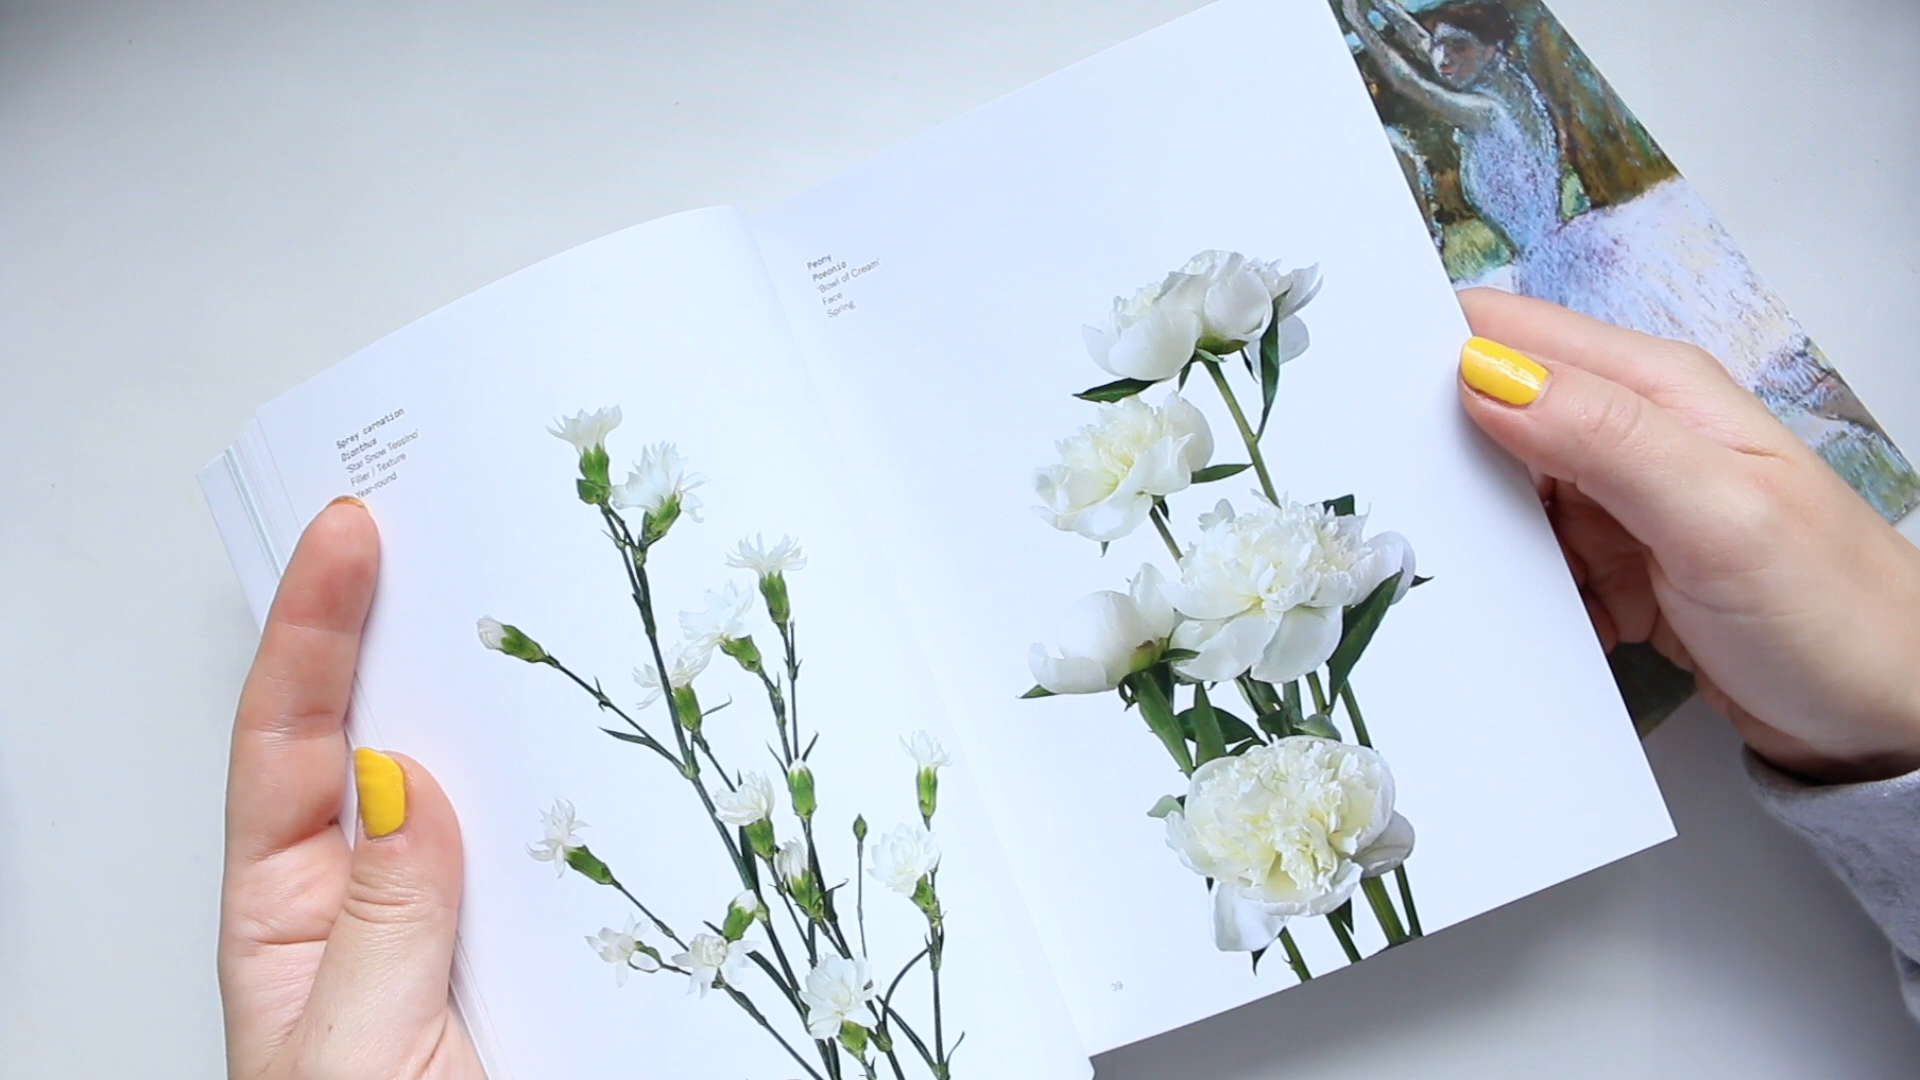 Spray carnation
Dianthus
'Star Snow Tessino'
Filler / Texture
Year-round
Peony
Paeonia
'Bowl of Cream'
Face
Spring
39